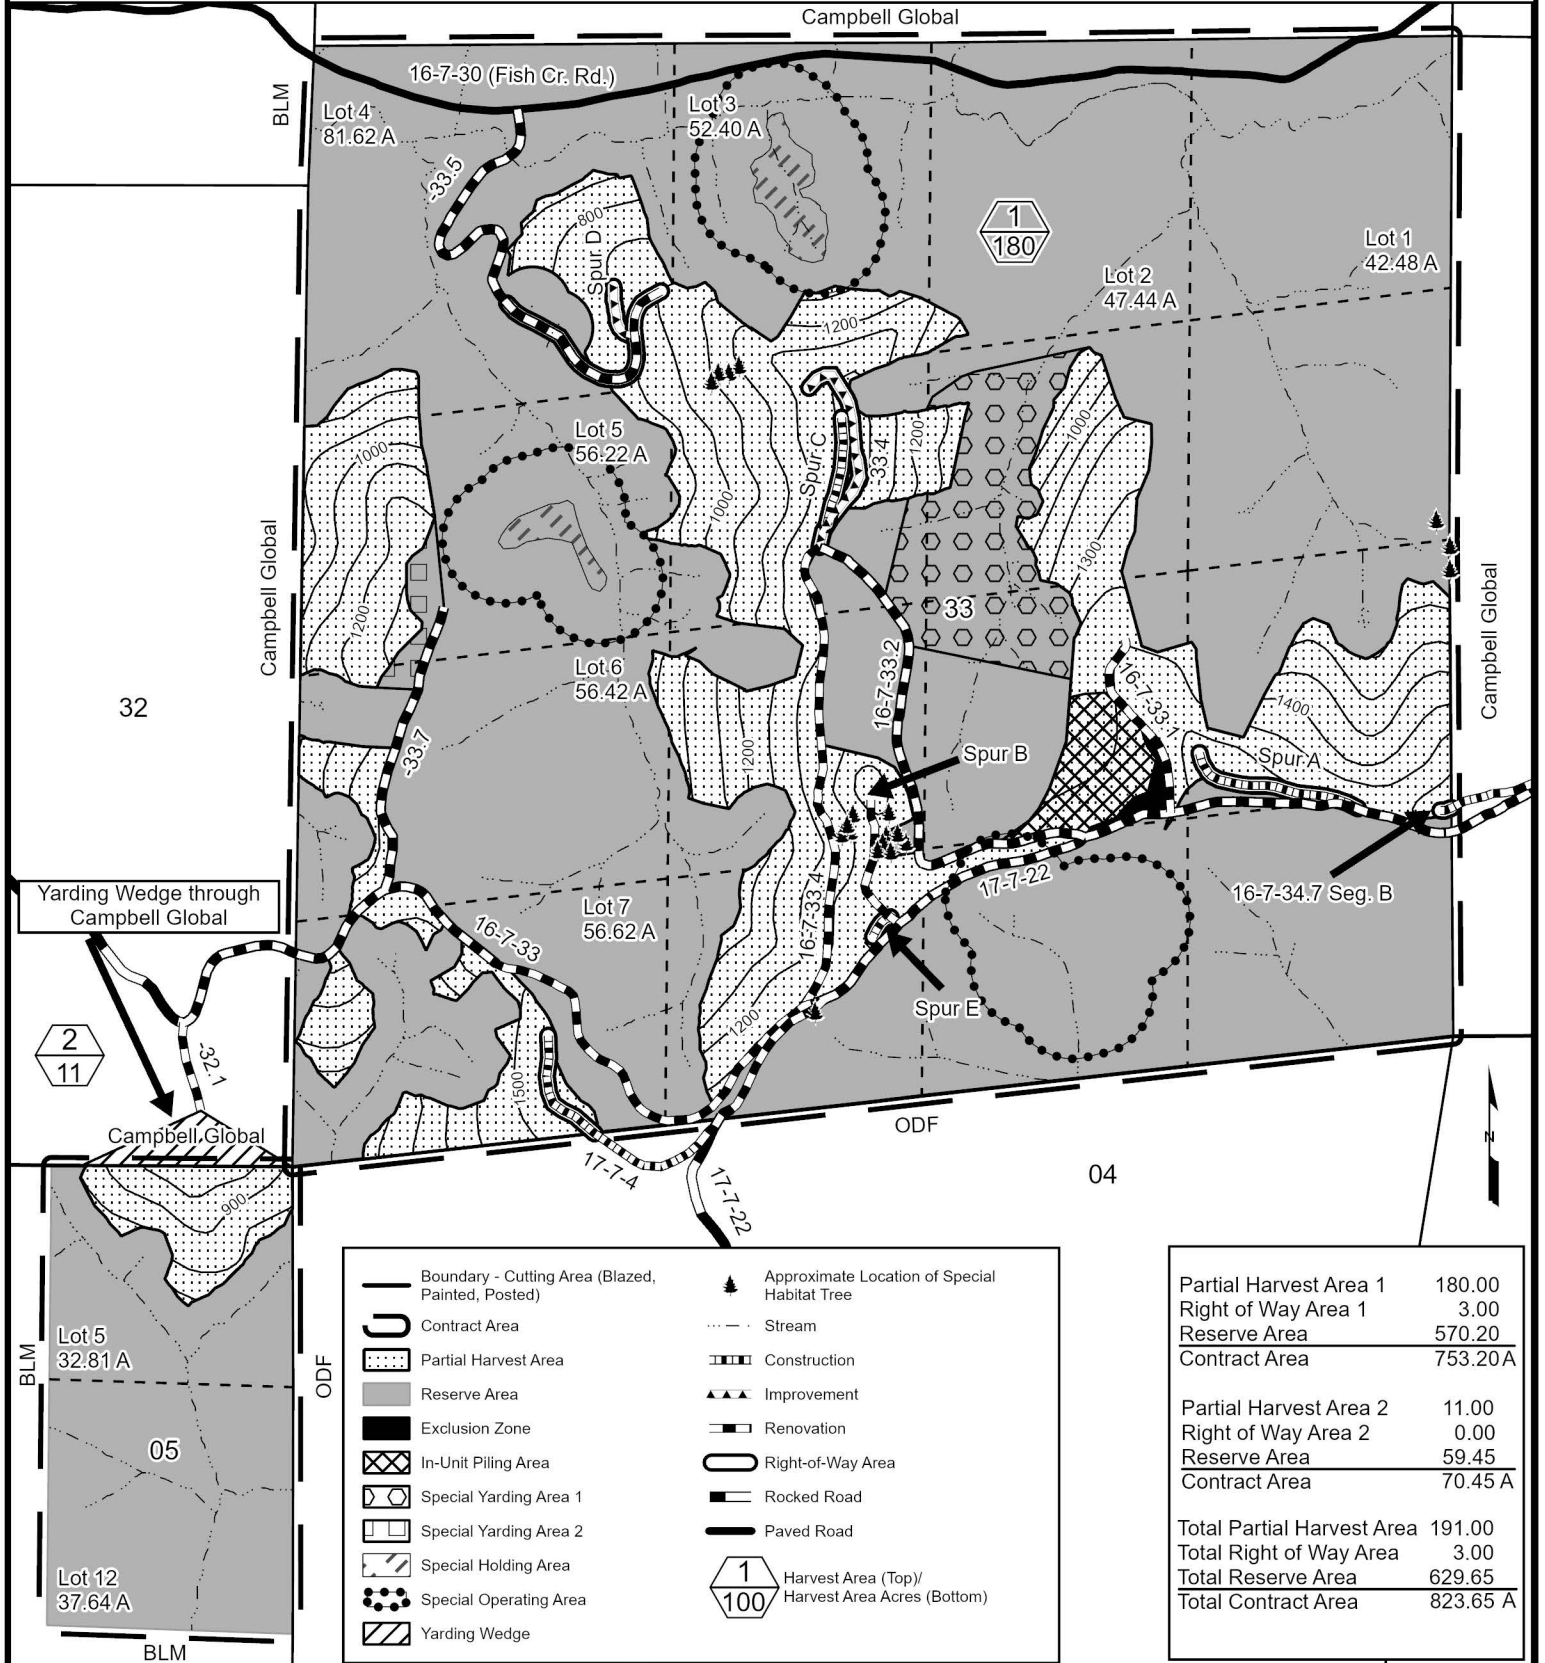 Campbell Global
16-7-30 (Fish Cr. Rd.)
BLM
Lot 4
81.62 A
Lot 3
52.40 A
-33.5
800
Spur D
1
180
Lot 1
42.48 A
Lot 2
47.44 A
1200
1000
Lot 5
56.22 A
Spur C
-33.4
1200
1000
1000
1300
Campbell Global
1200
33
Campbell Global
Lot 6
56.42 A
16-7-33.2
16-7-33.1
32
-33.7
1200
Spur B
1400
Spur A
Yarding Wedge through
Campbell Global
Lot 7
56.62 A
16-7-33
16-7-33.4
17-7-22
16-7-34.7 Seg. B
Spur E
1200
2
11
-32.1
1500
Campbell Global
ODF
17-7-4
17-7-22
04
N
900
BLM
Lot 5
32.81 A
ODF
05
Lot 12
37.64 A
BLM
Boundary - Cutting Area (Blazed,
Painted, Posted)
Contract Area
Partial Harvest Area
Reserve Area
Exclusion Zone
In-Unit Piling Area
Special Yarding Area 1
Special Yarding Area 2
Special Holding Area
Special Operating Area
Yarding Wedge
Approximate Location of Special
Habitat Tree
Stream
Construction
Improvement
Renovation
Right-of-Way Area
Rocked Road
Paved Road
1
100
Harvest Area (Top)/
Harvest Area Acres (Bottom)
Partial Harvest Area 1 180.00
Right of Way Area 1 3.00
Reserve Area 570.20
Contract Area 753.20 A
Partial Harvest Area 2 11.00
Right of Way Area 2 0.00
Reserve Area 59.45
Contract Area 70.45 A
Total Partial Harvest Area 191.00
Total Right of Way Area 3.00
Total Reserve Area 629.65
Total Contract Area 823.65 A